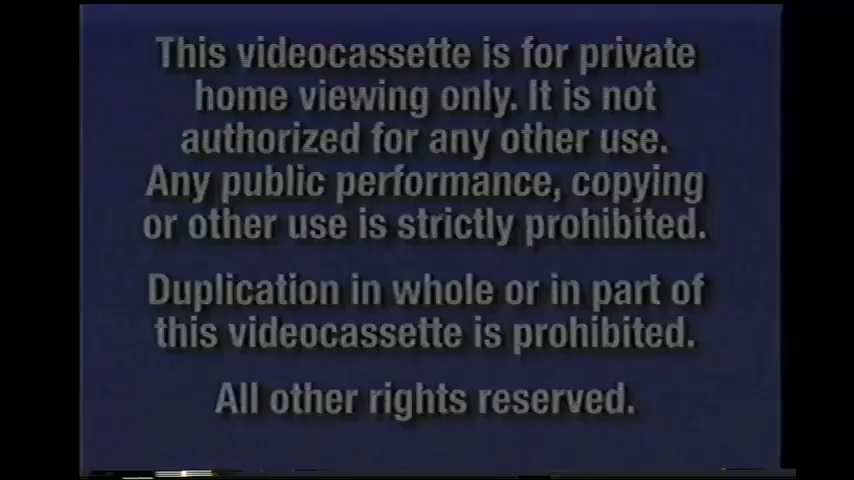 This videocassette is for private
home viewing only. It is not
authorized for any other use.
Any public performance, copying
or other use is strictly prohibited.
Duplication in whole or in part of
this videocassette is prohibited.
All other rights reserved.